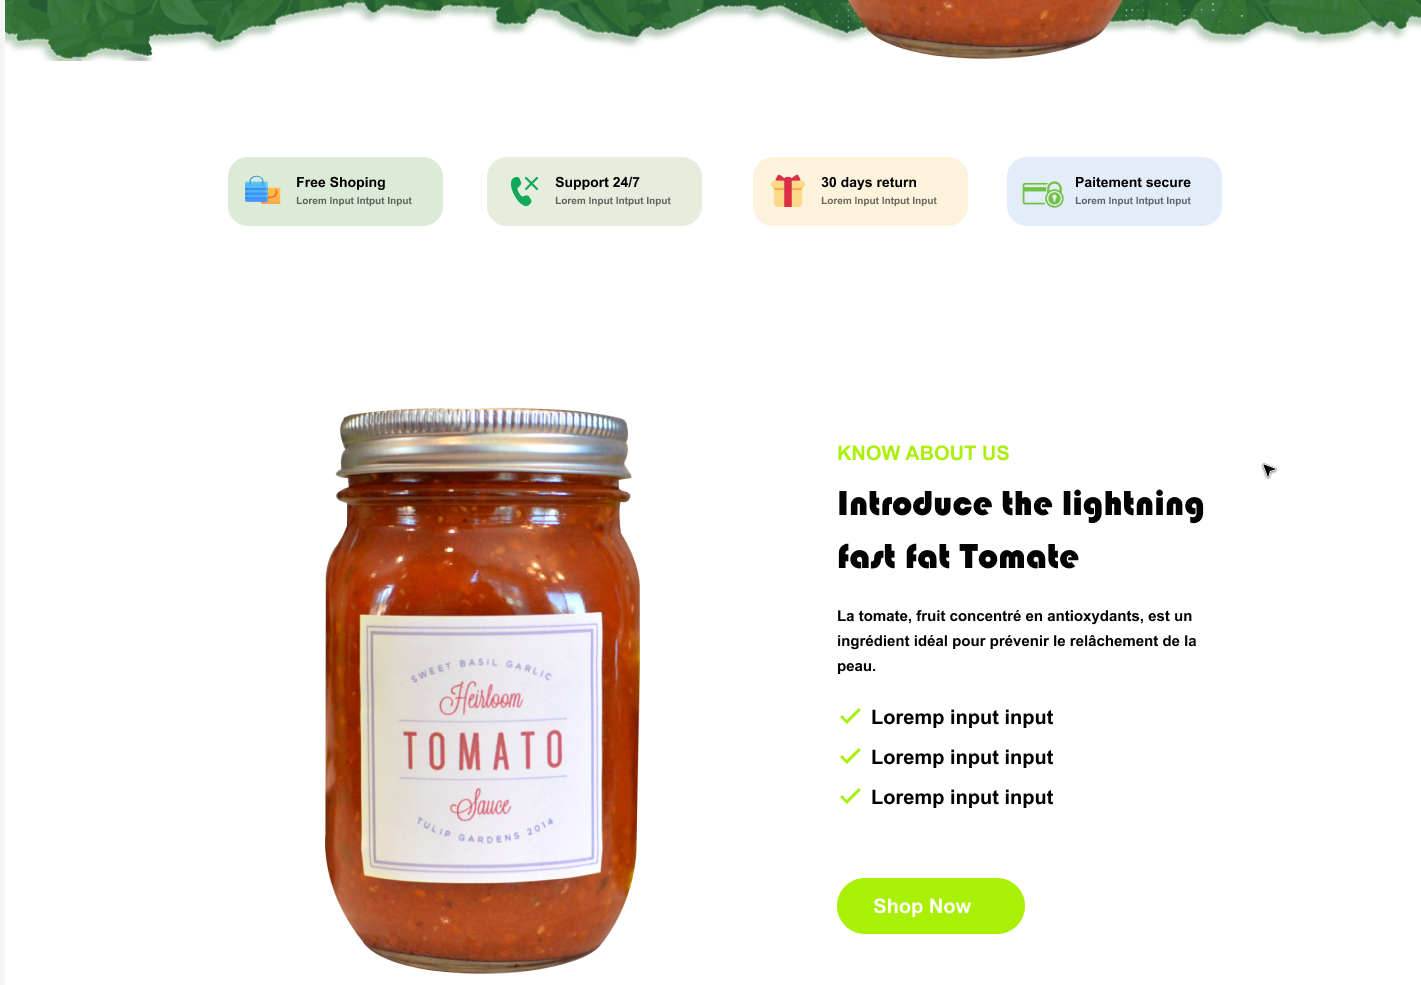 Free Shoping
Lorem Input Intput Input
Support 24/7
Lorem Input Intput Input
30 days return
Lorem Input Intput Input
Paitement secure
Lorem Input Intput Input
SWEET BASIL GARLIC
Heirloom
TOMATO
Sauce
TULIP GARDENS 2014
KNOW ABOUT US
Introduce the lightning
fast fat Tomate
La tomate, fruit concentré en antioxydants, est un
ingrédient idéal pour prévenir le relâchement de la
peau.
Loremp input input
Loremp input input
Loremp input input
Shop Now